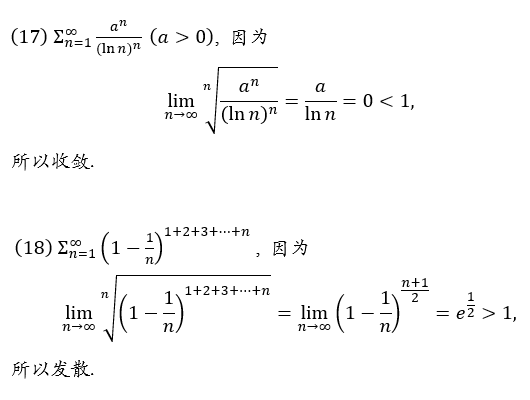 (17) Σ_{n=1}^{∞} a^n/(ln n)^n (a > 0), 因为
lim_{n→∞} \sqrt[n]{a^n/(ln n)^n} = a/(ln n) = 0 < 1,
所以收敛.
(18) Σ_{n=1}^{∞} (1 − 1/n)^{1+2+3+⋯+n} , 因为
lim_{n→∞} \sqrt[n]{(1 − 1/n)^{1+2+3+⋯+n}} = lim_{n→∞} (1 − 1/n)^{(n+1)/2} = e^{1/2} > 1,
所以发散.